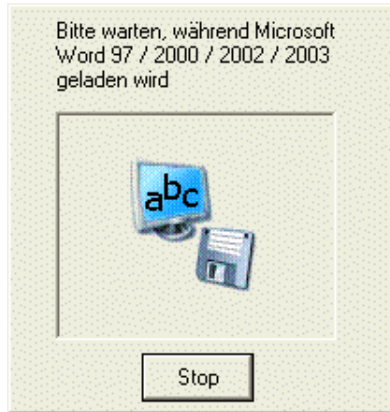 Bitte warten, während Microsoft
Word 97 / 2000 / 2002 / 2003
geladen wird
abc
Stop